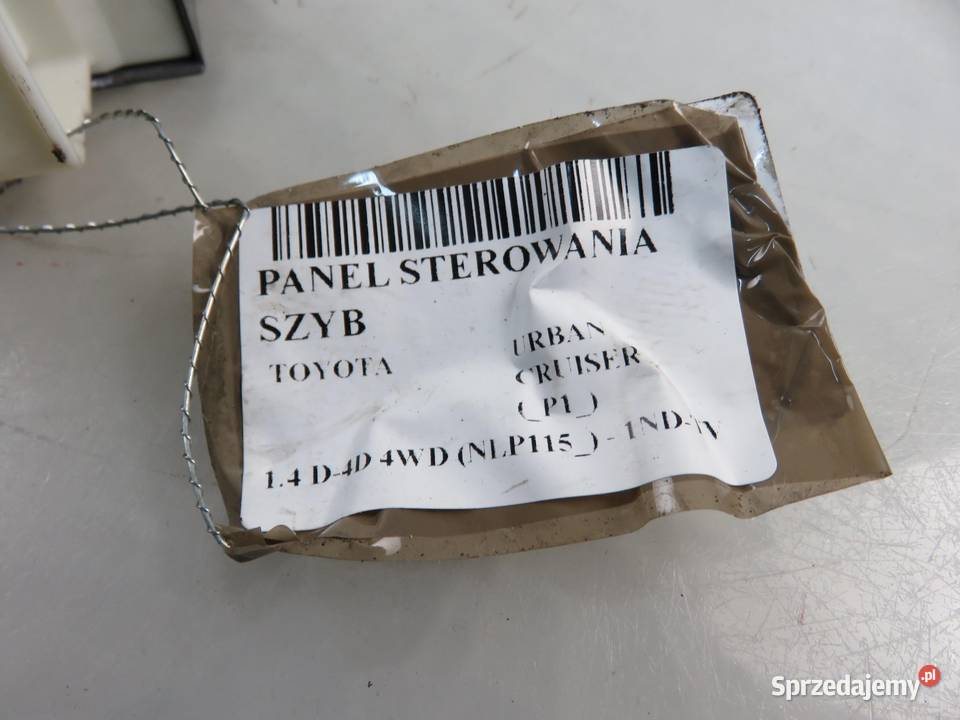 PANEL STEROWANIA
SZYB
TOYOTA
URBAN
CRUISER
(_P1_)
1.4 D-4D 4WD (NLP115_) - 1ND-TV
Sprzedajemy.pl